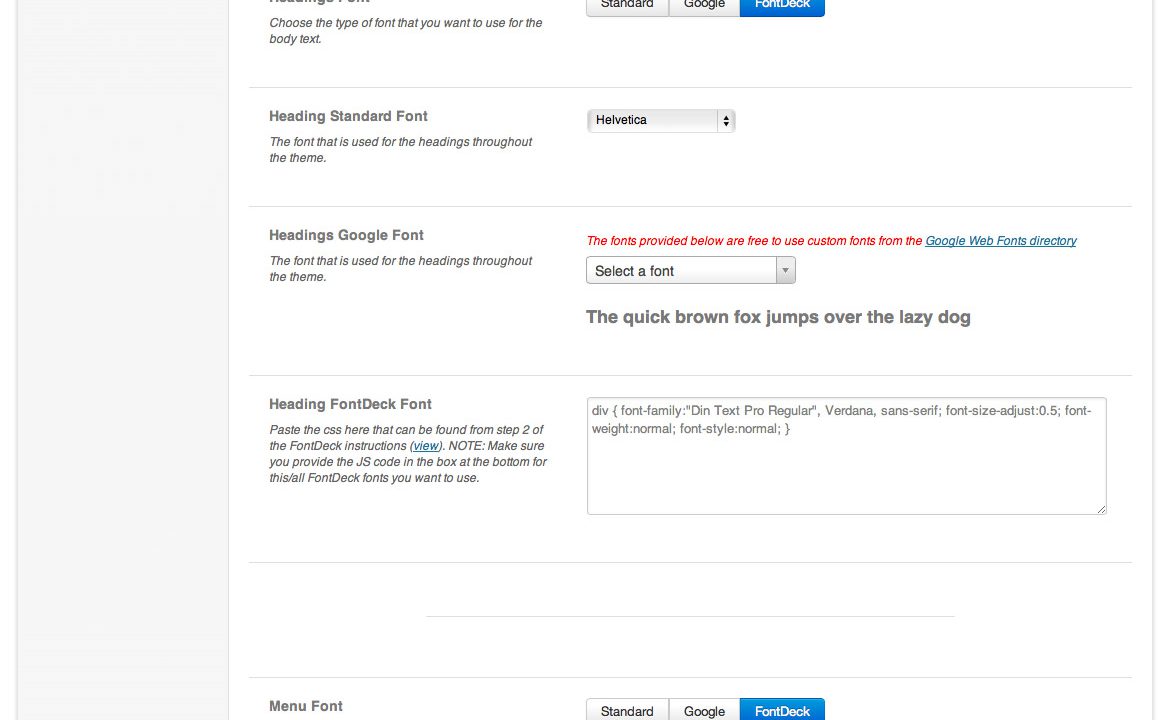 Headings Font
Standard Google FontDeck
Choose the type of font that you want to use for the
body text.
Heading Standard Font
Helvetica
The font that is used for the headings throughout
the theme.
Headings Google Font
The fonts provided below are free to use custom fonts from the Google Web Fonts directory
The font that is used for the headings throughout
the theme.
Select a font
The quick brown fox jumps over the lazy dog
Heading FontDeck Font
Paste the css here that can be found from step 2 of
the FontDeck instructions (view). NOTE: Make sure
you provide the JS code in the box at the bottom for
this/all FontDeck fonts you want to use.
div { font-family:"Din Text Pro Regular", Verdana, sans-serif; font-size-adjust:0.5; font-
weight:normal; font-style:normal; }
Menu Font
Standard Google FontDeck